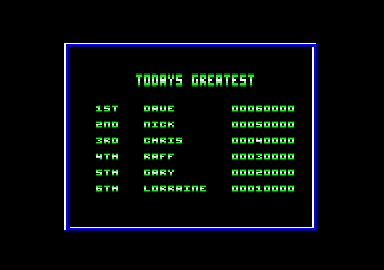 TODAYS GREATEST
1ST DAVE 00060000
2ND NICK 00050000
3RD CHRIS 00040000
4TH RAFF 00030000
5TH GARY 00020000
6TH LORRAINE 00010000